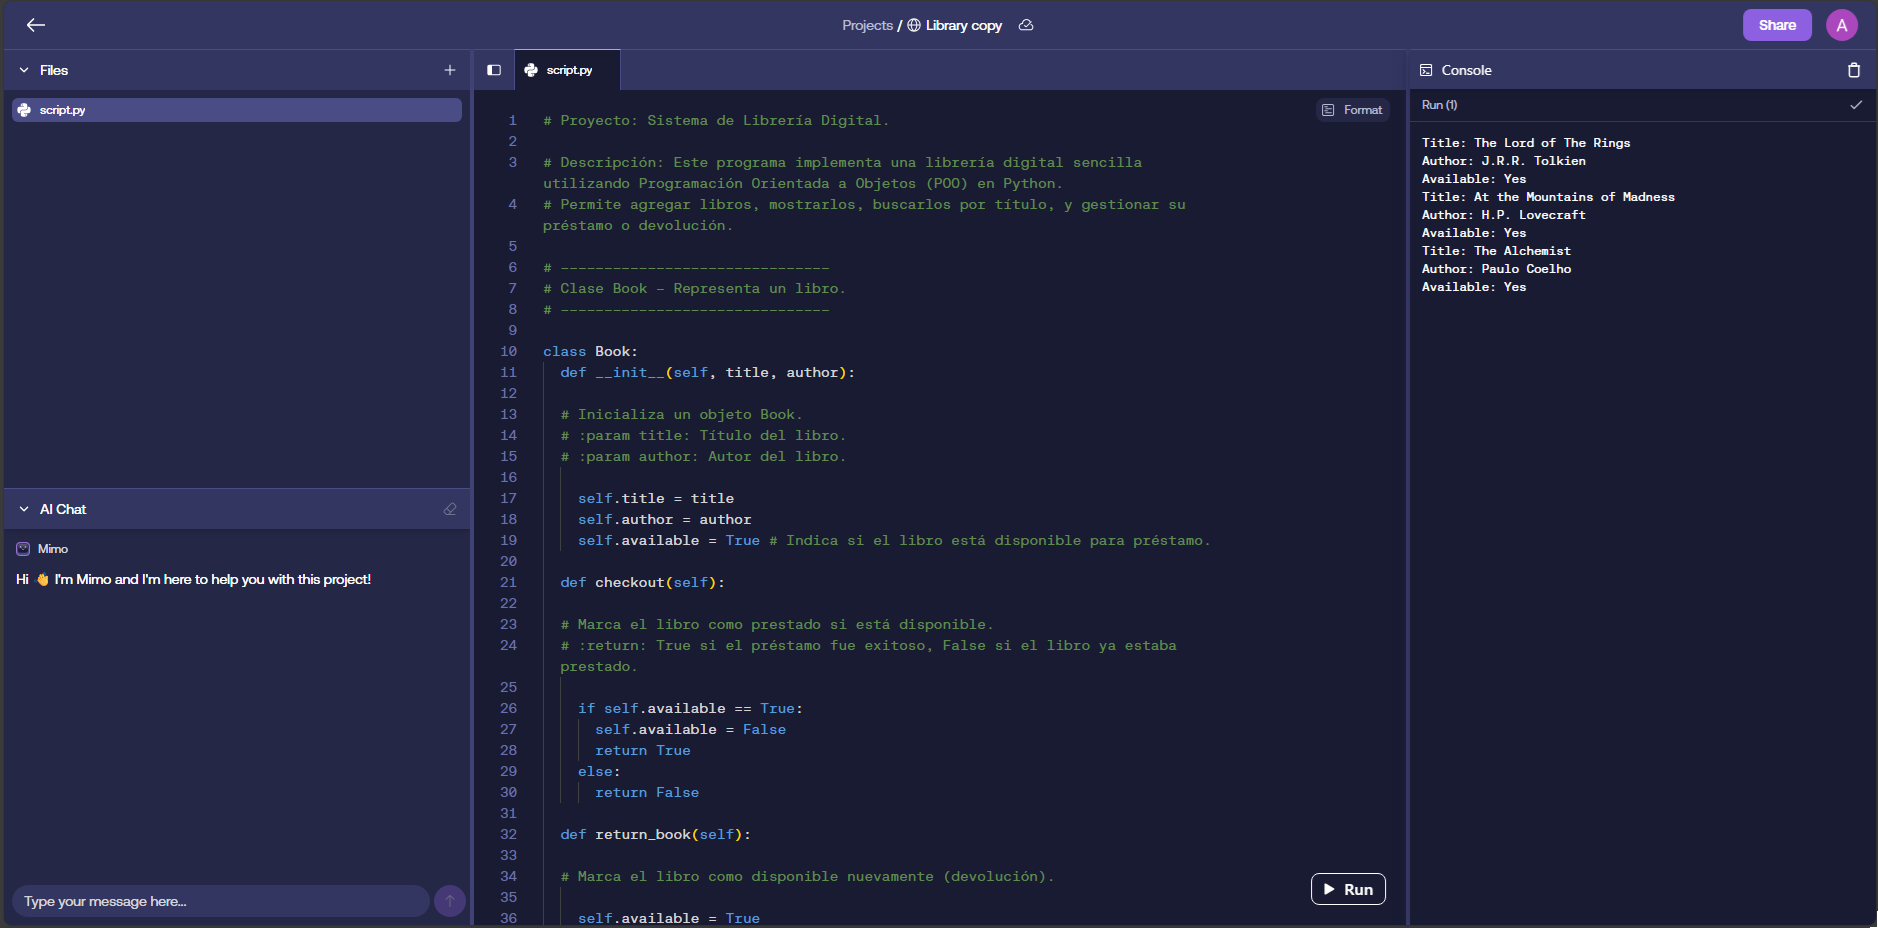 Projects / Library copy
Share
A
Files
script.py
AI Chat
Mimo
Hi 👋 I'm Mimo and I'm here to help you with this project!
Type your message here...
script.py
Format
1 # Proyecto: Sistema de Librería Digital.
2
3 # Descripción: Este programa implementa una librería digital sencilla
utilizando Programación Orientada a Objetos (POO) en Python.
4 # Permite agregar libros, mostrarlos, buscarlos por título, y gestionar su
préstamo o devolución.
5
6 # -------------------------------
7 # Clase Book - Representa un libro.
8 # -------------------------------
9
10 class Book:
11 def __init__(self, title, author):
12
13 # Inicializa un objeto Book.
14 # :param title: Título del libro.
15 # :param author: Autor del libro.
16
17 self.title = title
18 self.author = author
19 self.available = True # Indica si el libro está disponible para préstamo.
20
21 def checkout(self):
22
23 # Marca el libro como prestado si está disponible.
24 # :return: True si el préstamo fue exitoso, False si el libro ya estaba
prestado.
25
26 if self.available == True:
27 self.available = False
28 return True
29 else:
30 return False
31
32 def return_book(self):
33
34 # Marca el libro como disponible nuevamente (devolución).
35
36 self.available = True
Run
Console
Run (1)
Title: The Lord of The Rings
Author: J.R.R. Tolkien
Available: Yes
Title: At the Mountains of Madness
Author: H.P. Lovecraft
Available: Yes
Title: The Alchemist
Author: Paulo Coelho
Available: Yes